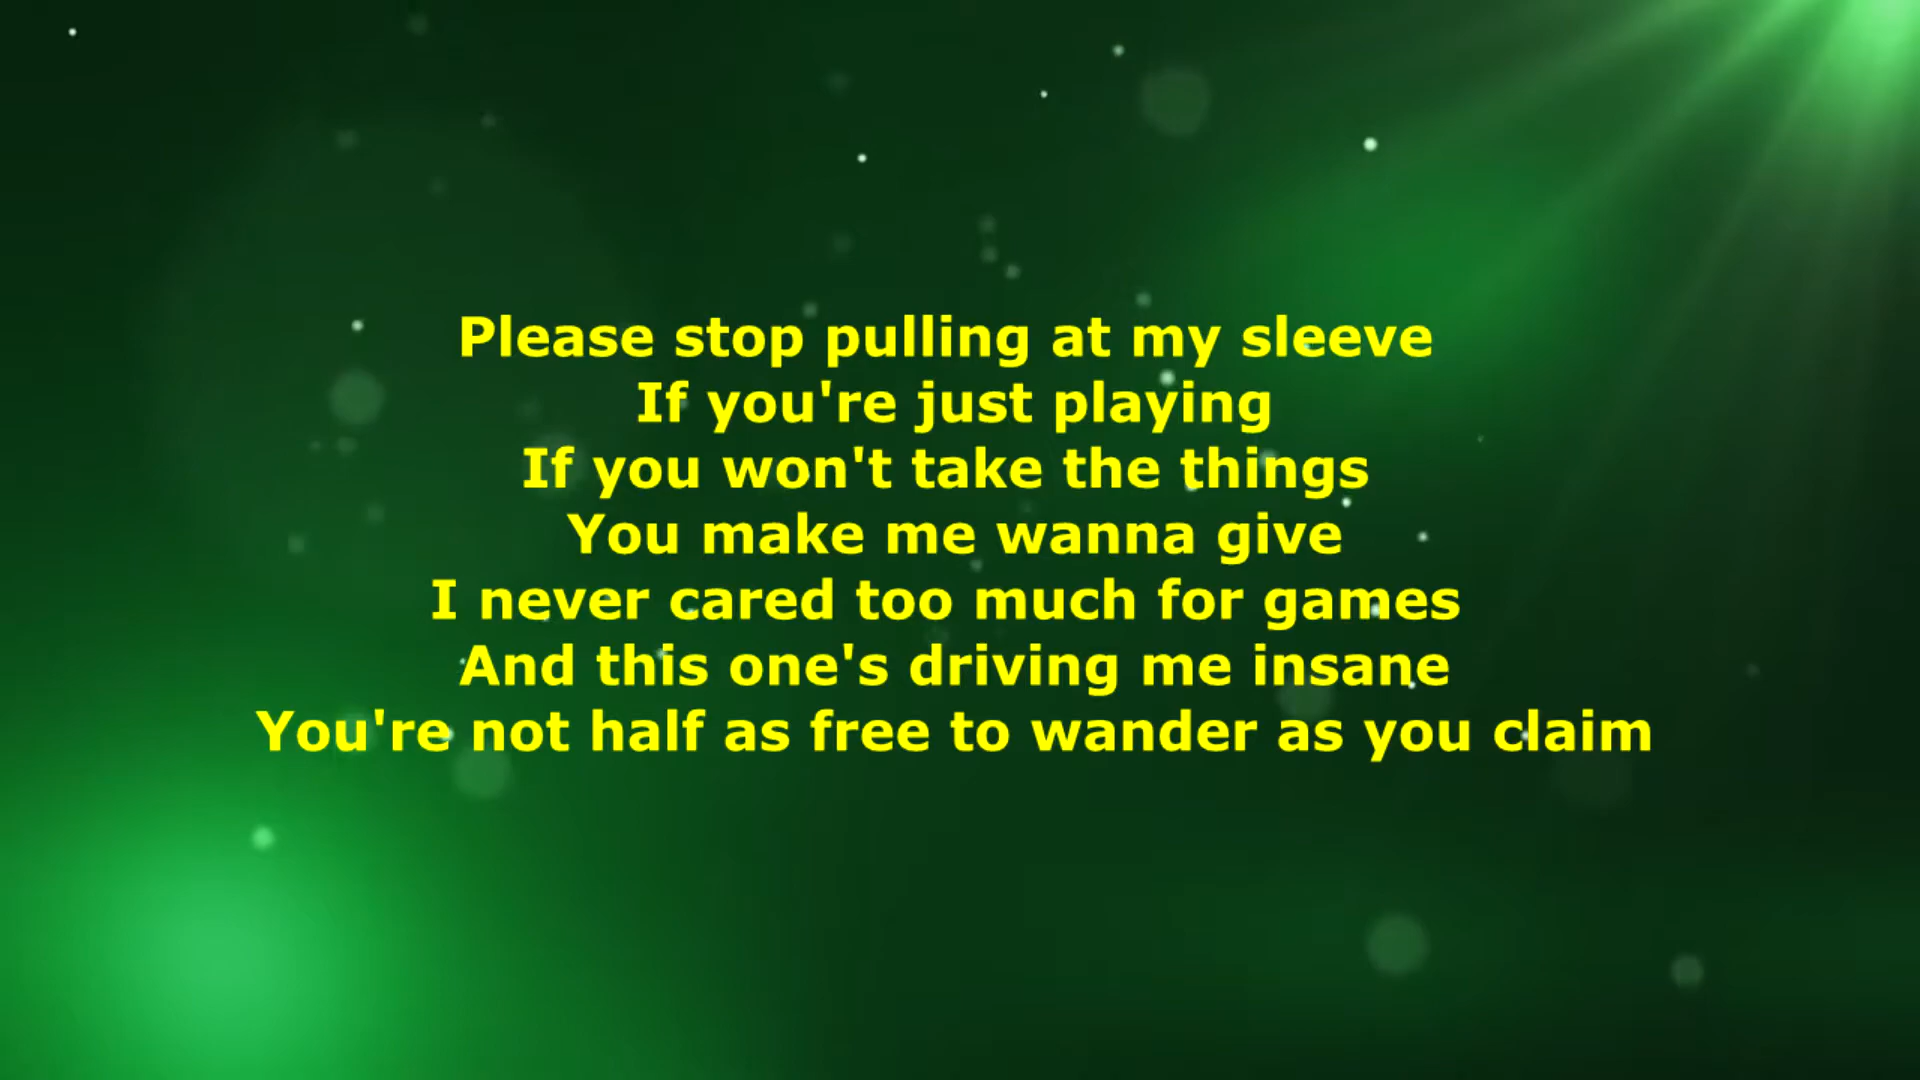 Please stop pulling at my sleeve
If you're just playing
If you won't take the things
You make me wanna give
I never cared too much for games
And this one's driving me insane
You're not half as free to wander as you claim